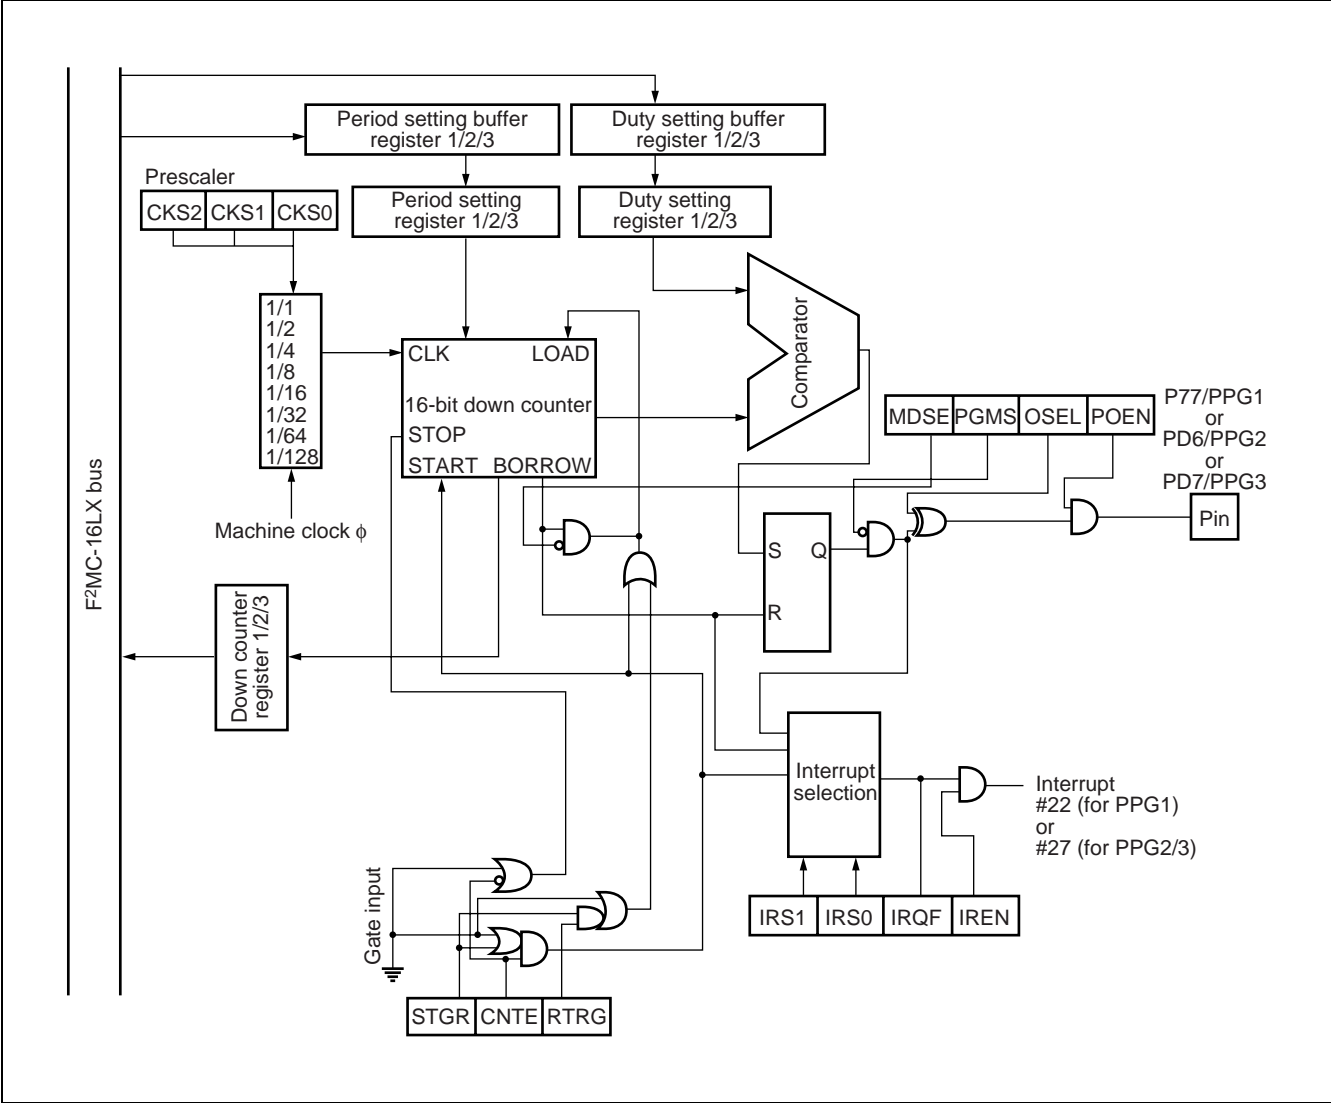 Period setting buffer
register 1/2/3
Duty setting buffer
register 1/2/3
Prescaler
CKS2 CKS1 CKS0
Period setting
register 1/2/3
Duty setting
register 1/2/3
1/1
1/2
1/4
1/8
1/16
1/32
1/64
1/128
CLK LOAD
16-bit down counter
STOP
START BORROW
Comparator
MDSE PGMS OSEL POEN
P77/PPG1
or
PD6/PPG2
or
PD7/PPG3
Pin
Machine clock ϕ
F²MC-16LX bus
S Q
R
Down counter
register 1/2/3
Interrupt
selection
Interrupt
#22 (for PPG1)
or
#27 (for PPG2/3)
Gate input
IRS1 IRS0 IRQF IREN
STGR CNTE RTRG